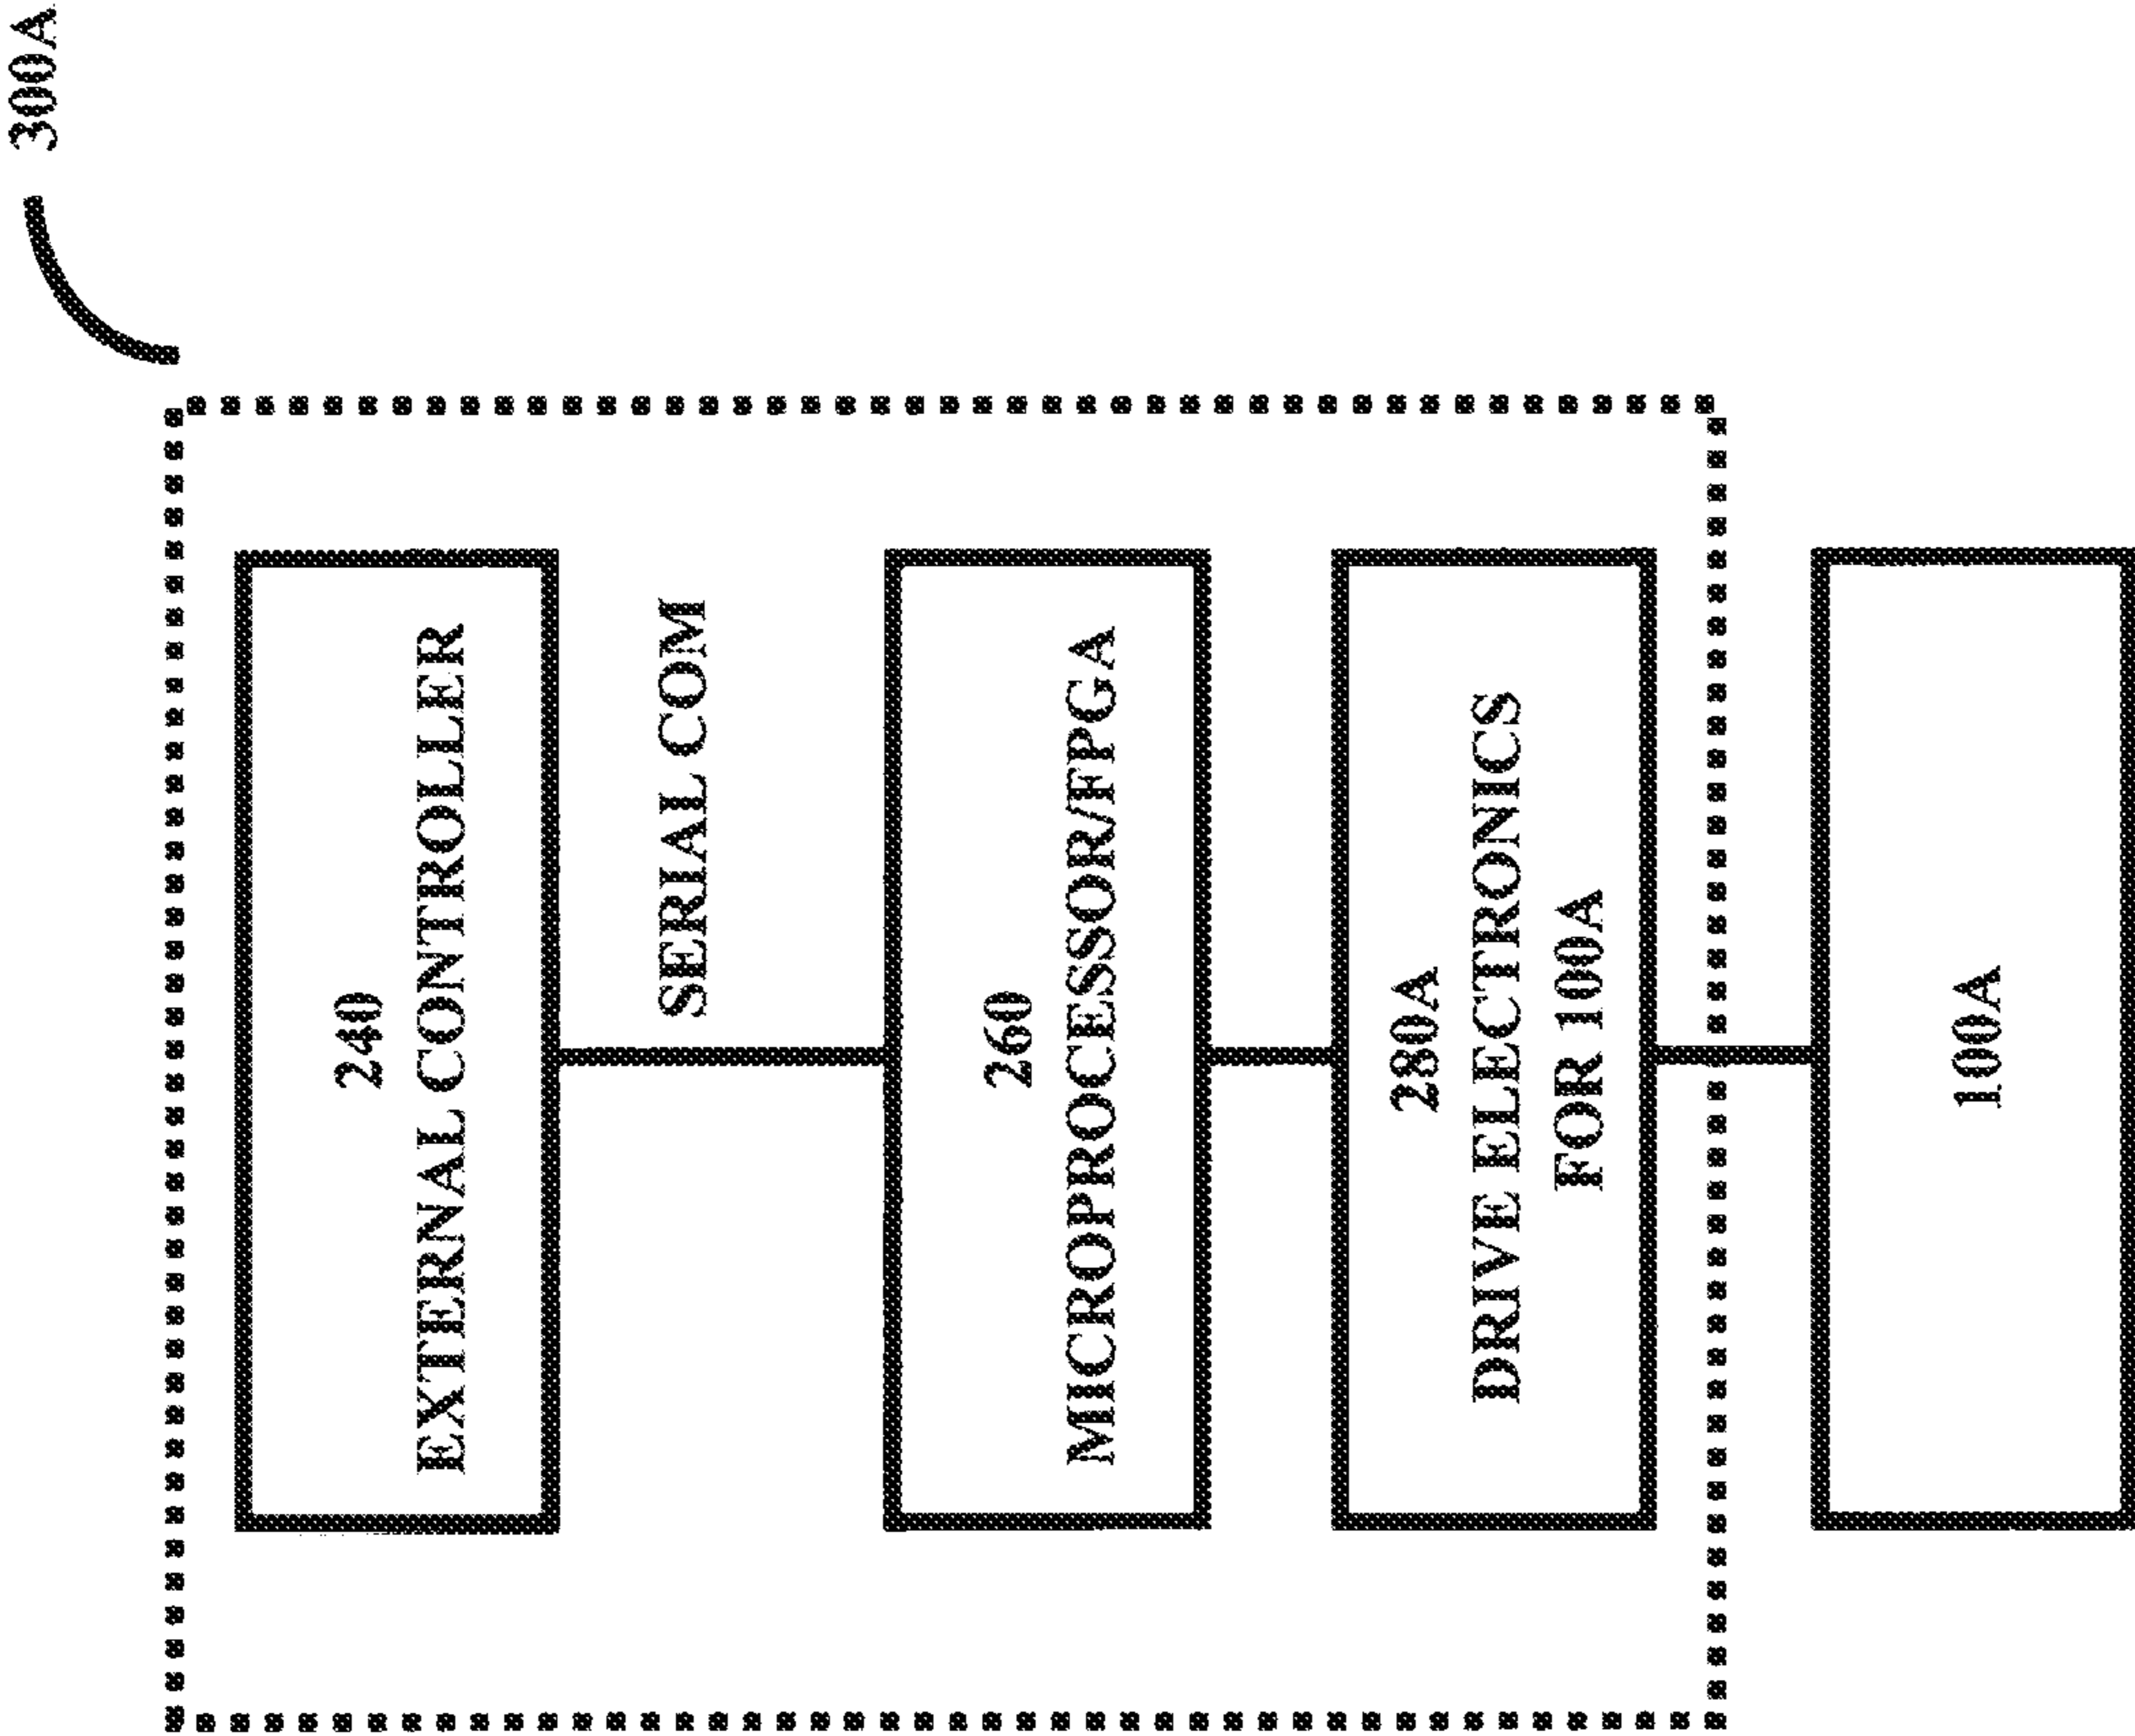 300A
240
EXTERNAL CONTROLLER
SERIAL COM
260
MICROPROCESSOR/FPGA
280A
DRIVE ELECTRONICS
FOR 100A
100A